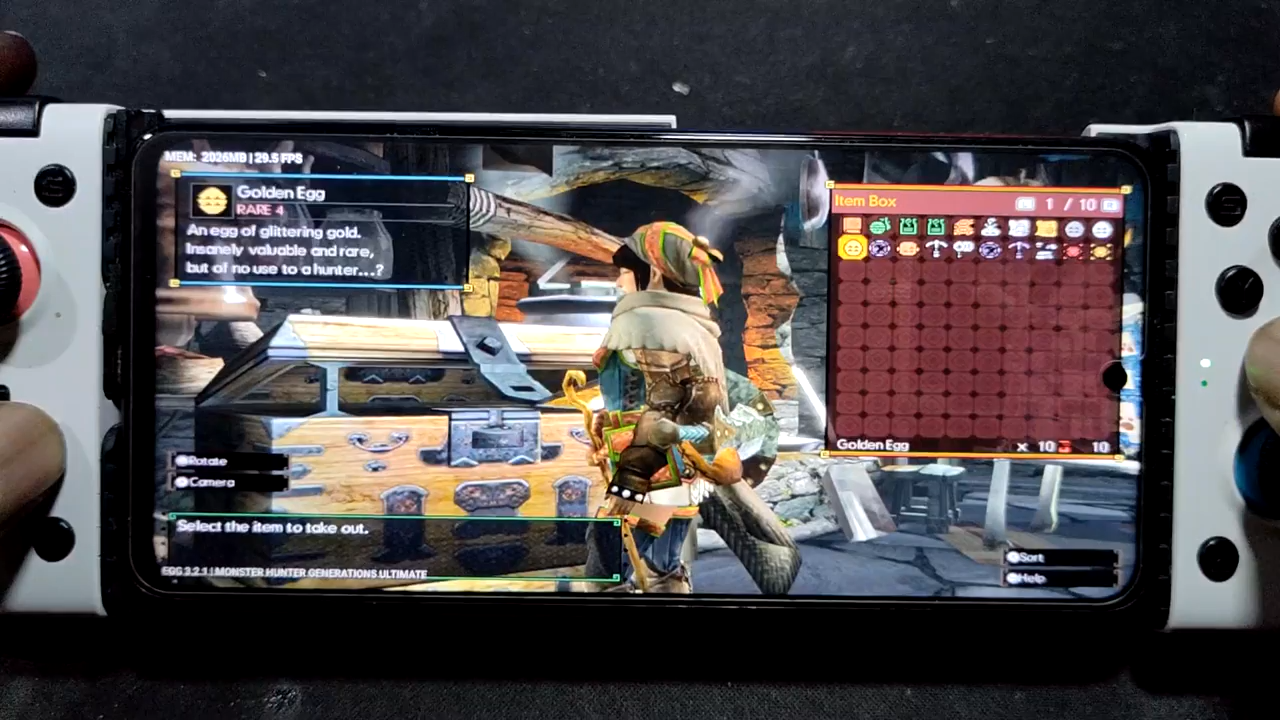 MEM: 2026MB | 29.5 FPS
Golden Egg
RARE 4
An egg of glittering gold.
Insanely valuable and rare,
but of no use to a hunter...?
Item Box
1 / 10
Golden Egg
x 10
10
Rotate
Camera
Select the item to take out.
Sort
Help
EGG 3.2.1 | MONSTER HUNTER GENERATIONS ULTIMATE